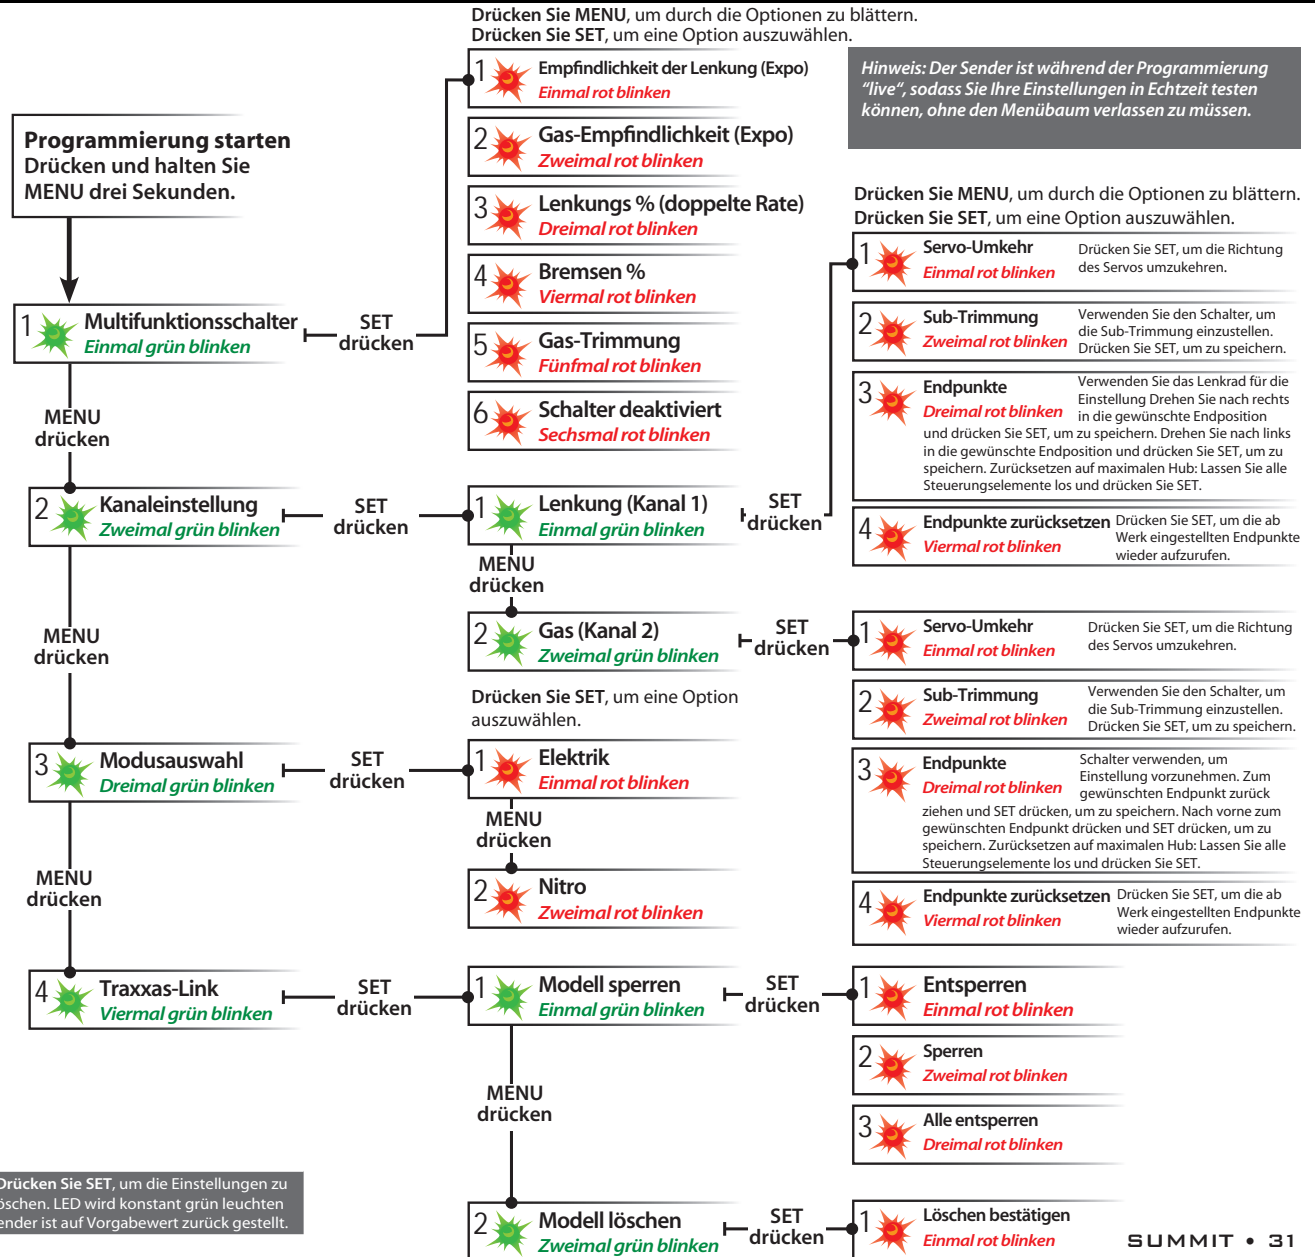 Drücken Sie MENU, um durch die Optionen zu blättern.
Drücken Sie SET, um eine Option auszuwählen.
Hinweis: Der Sender ist während der Programmierung
"live“, sodass Sie Ihre Einstellungen in Echtzeit testen
können, ohne den Menübaum verlassen zu müssen.
Programmierung starten
Drücken und halten Sie
MENU drei Sekunden.
1 Multifunktionsschalter
Einmal grün blinken
SET
drücken
1 Empfindlichkeit der Lenkung (Expo)
Einmal rot blinken
2 Gas-Empfindlichkeit (Expo)
Zweimal rot blinken
3 Lenkungs % (doppelte Rate)
Dreimal rot blinken
4 Bremsen %
Viermal rot blinken
5 Gas-Trimmung
Fünfmal rot blinken
6 Schalter deaktiviert
Sechsmal rot blinken
MENU
drücken
2 Kanaleinstellung
Zweimal grün blinken
SET
drücken
1 Lenkung (Kanal 1)
Einmal grün blinken
SET
drücken
Drücken Sie MENU, um durch die Optionen zu blättern.
Drücken Sie SET, um eine Option auszuwählen.
1 Servo-Umkehr
Einmal rot blinken
Drücken Sie SET, um die Richtung
des Servos umzukehren.
2 Sub-Trimmung
Zweimal rot blinken
Verwenden Sie den Schalter, um
die Sub-Trimmung einzustellen.
Drücken Sie SET, um zu speichern.
3 Endpunkte
Dreimal rot blinken
Verwenden Sie das Lenkrad für die
Einstellung Drehen Sie nach rechts
in die gewünschte Endposition
und drücken Sie SET, um zu speichern. Drehen Sie nach links
in die gewünschte Endposition und drücken Sie SET, um zu
speichern. Zurücksetzen auf maximalen Hub: Lassen Sie alle
Steuerungselemente los und drücken Sie SET.
4 Endpunkte zurücksetzen
Viermal rot blinken
Drücken Sie SET, um die ab
Werk eingestellten Endpunkte
wieder aufzurufen.
MENU
drücken
2 Gas (Kanal 2)
Zweimal grün blinken
SET
drücken
1 Servo-Umkehr
Einmal rot blinken
Drücken Sie SET, um die Richtung
des Servos umzukehren.
2 Sub-Trimmung
Zweimal rot blinken
Verwenden Sie den Schalter, um
die Sub-Trimmung einzustellen.
Drücken Sie SET, um zu speichern.
3 Endpunkte
Dreimal rot blinken
Schalter verwenden, um
Einstellung vorzunehmen. Zum
gewünschten Endpunkt zurück
ziehen und SET drücken, um zu speichern. Nach vorne zum
gewünschten Endpunkt drücken und SET drücken, um zu
speichern. Zurücksetzen auf maximalen Hub: Lassen Sie alle
Steuerungselemente los und drücken Sie SET.
4 Endpunkte zurücksetzen
Viermal rot blinken
Drücken Sie SET, um die ab
Werk eingestellten Endpunkte
wieder aufzurufen.
MENU
drücken
3 Modusauswahl
Dreimal grün blinken
SET
drücken
Drücken Sie SET, um eine Option
auszuwählen.
1 Elektrik
Einmal rot blinken
MENU
drücken
2 Nitro
Zweimal rot blinken
MENU
drücken
4 Traxxas-Link
Viermal grün blinken
SET
drücken
1 Modell sperren
Einmal grün blinken
SET
drücken
1 Entsperren
Einmal rot blinken
2 Sperren
Zweimal rot blinken
3 Alle entsperren
Dreimal rot blinken
MENU
drücken
2 Modell löschen
Zweimal grün blinken
SET
drücken
1 Löschen bestätigen
Einmal rot blinken
Drücken Sie SET, um die Einstellungen zu
öschen. LED wird konstant grün leuchten
ender ist auf Vorgabewert zurück gestellt.
SUMMIT • 31